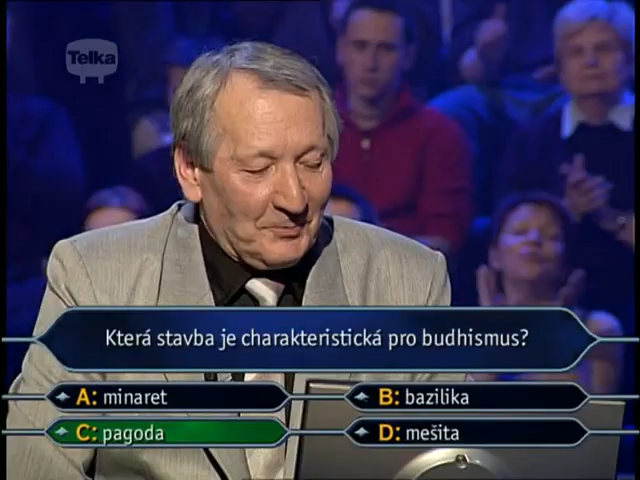 Telka
Která stavba je charakteristická pro budhismus?
A: minaret
B: bazilika
C: pagoda
D: mešita